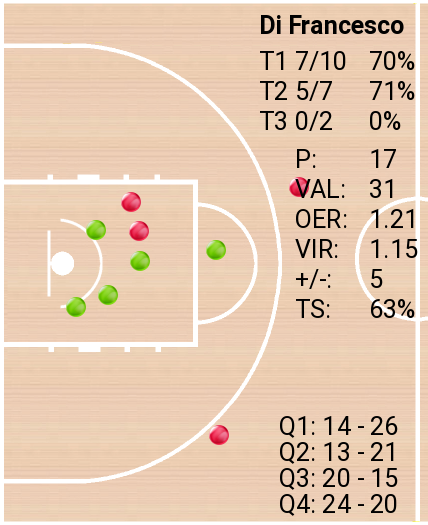 Di Francesco
T1 7/10 70%
T2 5/7 71%
T3 0/2 0%
P: 17
VAL: 31
OER: 1.21
VIR: 1.15
+/-: 5
TS: 63%
Q1: 14 - 26
Q2: 13 - 21
Q3: 20 - 15
Q4: 24 - 20